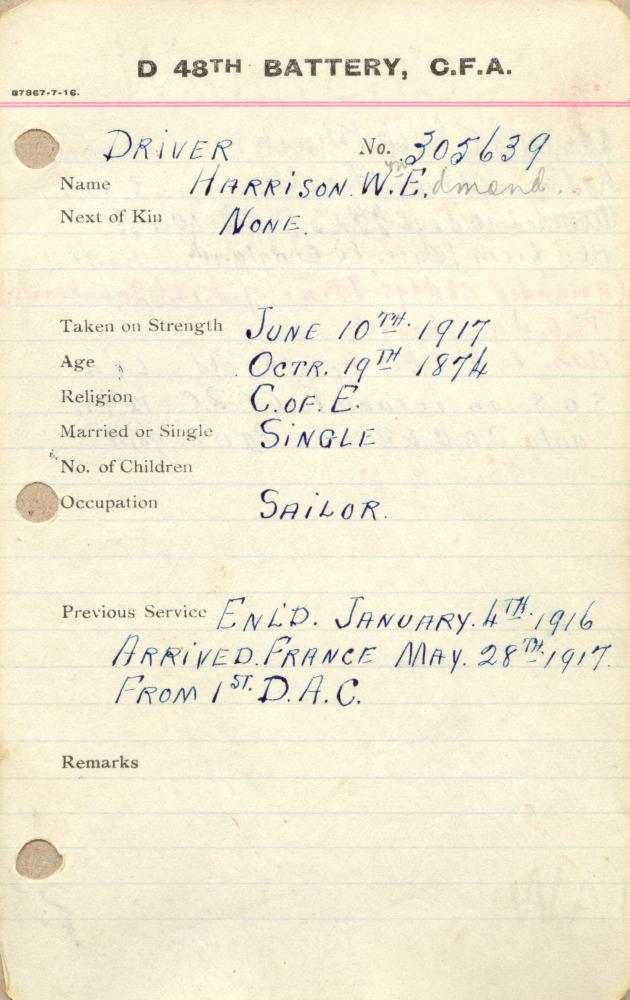 D 48TH BATTERY, C.F.A.
87867-7-16.
DRIVER No. 305639
Name HARRISON. W.E.dmond.
Next of Kin NONE.
Taken on Strength JUNE 10TH. 1917
Age OCTR. 19TH 1874
Religion C. OF. E.
Married or Single SINGLE
No. of Children
Occupation SAILOR.
Previous Service ENL'D. JANUARY. 4TH. 1916
ARRIVED. FRANCE MAY. 28TH. 1917.
FROM 1ST. D.A.C.
Remarks